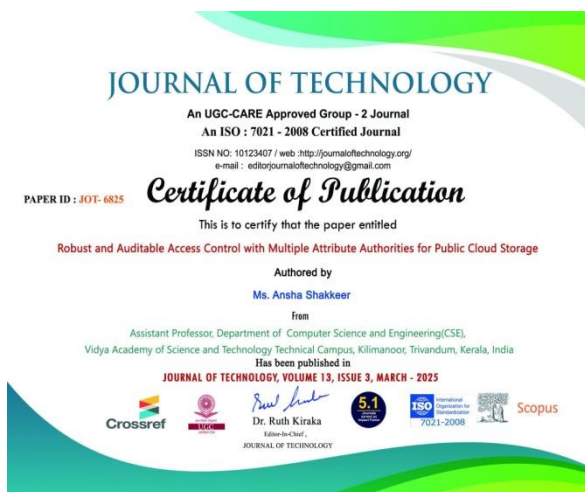 JOURNAL OF TECHNOLOGY
An UGC-CARE Approved Group - 2 Journal
An ISO : 7021 - 2008 Certified Journal
ISSN NO: 10123407 / web :http://journaloftechnology.org/
e-mail : editorjournaloftechnology@gmail.com
PAPER ID : JOT- 6825
Certificate of Publication
This is to certify that the paper entitled
Robust and Auditable Access Control with Multiple Attribute Authorities for Public Cloud Storage
Authored by
Ms. Ansha Shakkeer
From
Assistant Professor, Department of Computer Science and Engineering(CSE),
Vidya Academy of Science and Technology Technical Campus, Kilimanoor, Trivandum, Kerala, India
Has been published in
JOURNAL OF TECHNOLOGY, VOLUME 13, ISSUE 3, MARCH - 2025
Crossref
UGC
Dr. Ruth Kiraka
Editor-In-Chief ,
JOURNAL OF TECHNOLOGY
5.1
ISO
International
Organization for
Standardization
7021-2008
Scopus